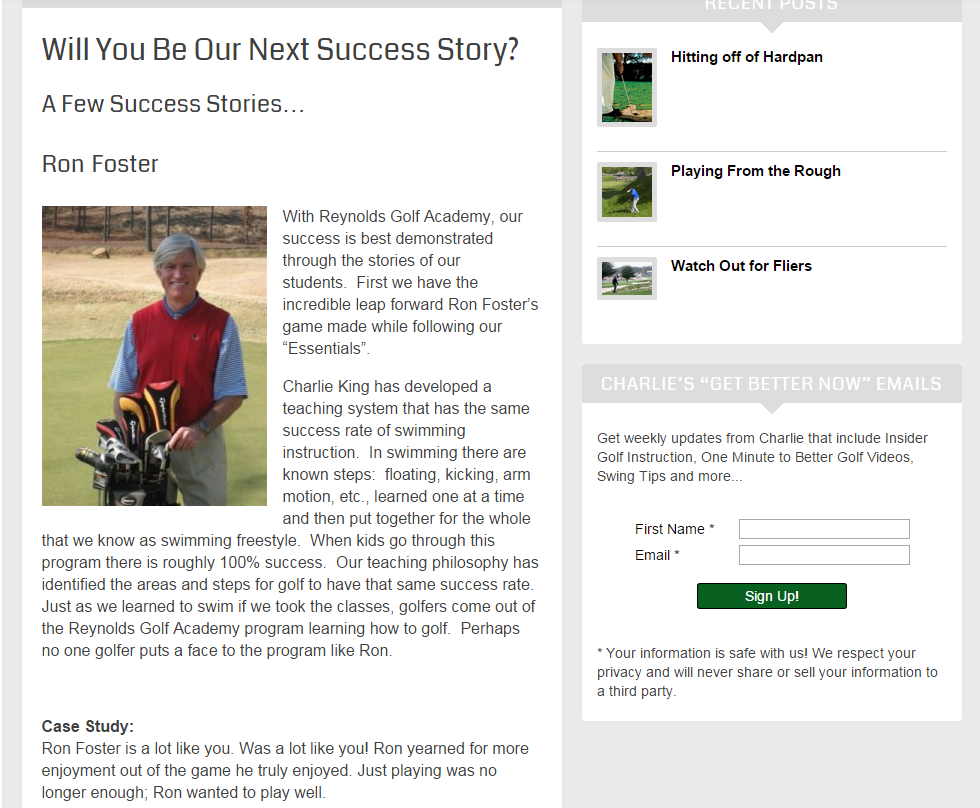 Will You Be Our Next Success Story?
A Few Success Stories…
Ron Foster
With Reynolds Golf Academy, our
success is best demonstrated
through the stories of our
students.  First we have the
incredible leap forward Ron Foster’s
game made while following our
“Essentials”.
Charlie King has developed a
teaching system that has the same
success rate of swimming
instruction.  In swimming there are
known steps:  floating, kicking, arm
motion, etc., learned one at a time
and then put together for the whole
that we know as swimming freestyle.  When kids go through this
program there is roughly 100% success.  Our teaching philosophy has
identified the areas and steps for golf to have that same success rate.
Just as we learned to swim if we took the classes, golfers come out of
the Reynolds Golf Academy program learning how to golf.  Perhaps
no one golfer puts a face to the program like Ron.
Case Study:
Ron Foster is a lot like you. Was a lot like you! Ron yearned for more
enjoyment out of the game he truly enjoyed. Just playing was no
longer enough; Ron wanted to play well.
RECENT POSTS
Hitting off of Hardpan
Playing From the Rough
Watch Out for Fliers
CHARLIE’S “GET BETTER NOW” EMAILS
Get weekly updates from Charlie that include Insider
Golf Instruction, One Minute to Better Golf Videos,
Swing Tips and more...
First Name *
Email *
Sign Up!
* Your information is safe with us! We respect your
privacy and will never share or sell your information to
a third party.